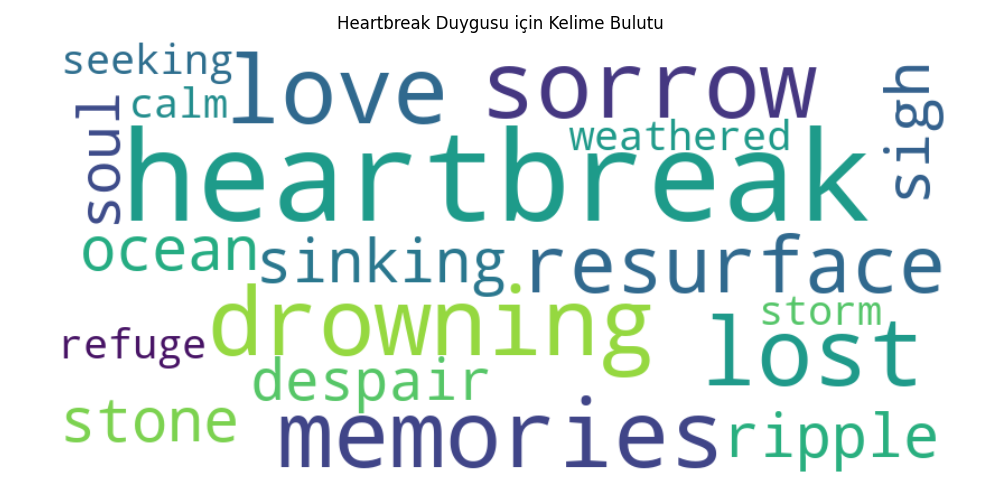 Heartbreak Duygusu için Kelime Bulutu
seeking
love
sorrow
sigh
calm
soul
weathered
heartbreak
ocean
sinking
resurface
drowning
storm
refuge
lost
despair
stone
memories
ripple